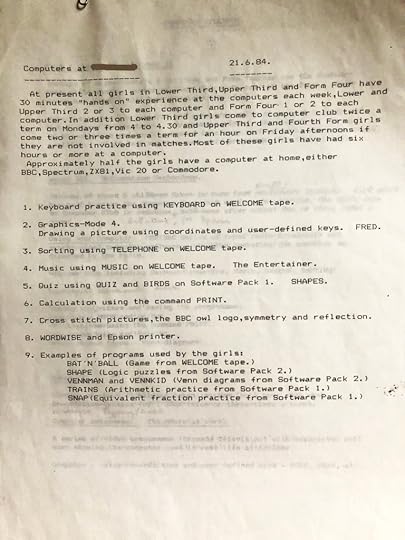 Computers at
21.6.84.
At present all girls in Lower Third,Upper Third and Form Four have
30 minutes "hands on" experience at the computers each week,Lower and
Upper Third 2 or 3 to each computer and Form Four 1 or 2 to each
computer.In addition Lower Third girls come to computer club twice a
term on Mondays from 4 to 4.30 and Upper Third and Fourth Form girls
come two or three times a term for an hour on Friday afternoons if
they are not involved in matches.Most of these girls have had six
hours or more at a computer.
Approximately half the girls have a computer at home,either
BBC,Spectrum,ZX81,Vic 20 or Commodore.
1. Keyboard practice using KEYBOARD on WELCOME tape.
2. Graphics-Mode 4.
Drawing a picture using coordinates and user-defined keys. FRED.
3. Sorting using TELEPHONE on WELCOME tape.
4. Music using MUSIC on WELCOME tape. The Entertainer.
5. Quiz using QUIZ and BIRDS on Software Pack 1. SHAPES.
6. Calculation using the command PRINT.
7. Cross stitch pictures,the BBC owl logo,symmetry and reflection.
8. WORDWISE and Epson printer.
9. Examples of programs used by the girls:
BAT'N'BALL (Game from WELCOME tape.)
SHAPE (Logic puzzles from Software Pack 2.)
VENNMAN and VENNKID (Venn diagrams from Software Pack 2.)
TRAINS (Arithmetic practice from Software Pack 1.)
SNAP(Equivalent fraction practice from Software Pack 1.)